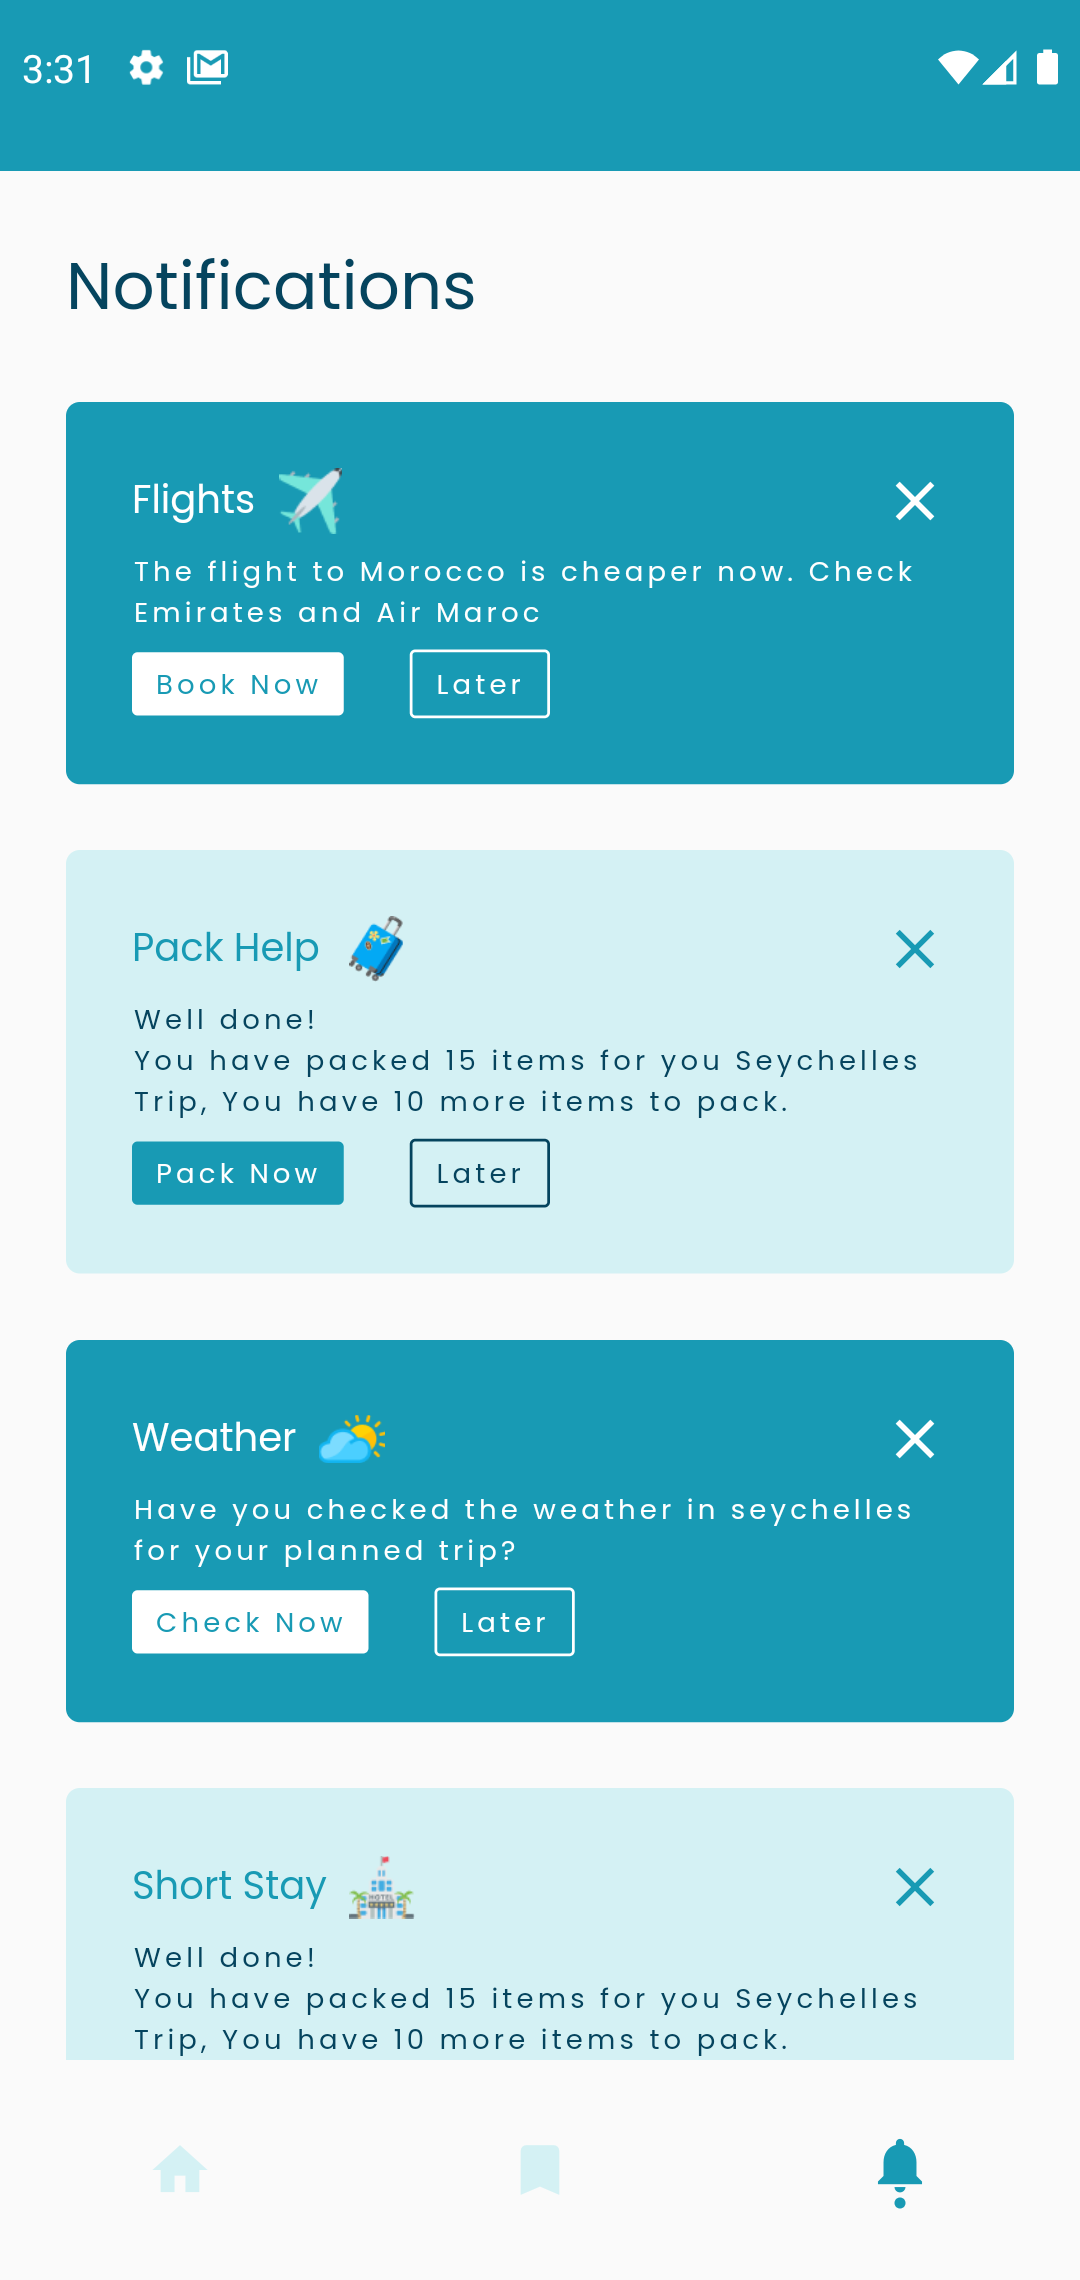 3:31
Notifications
Flights
The flight to Morocco is cheaper now. Check
Emirates and Air Maroc
Book Now
Later
Pack Help
Well done!
You have packed 15 items for you Seychelles
Trip, You have 10 more items to pack.
Pack Now
Later
Weather
Have you checked the weather in seychelles
for your planned trip?
Check Now
Later
Short Stay
HOTEL
Well done!
You have packed 15 items for you Seychelles
Trip, You have 10 more items to pack.